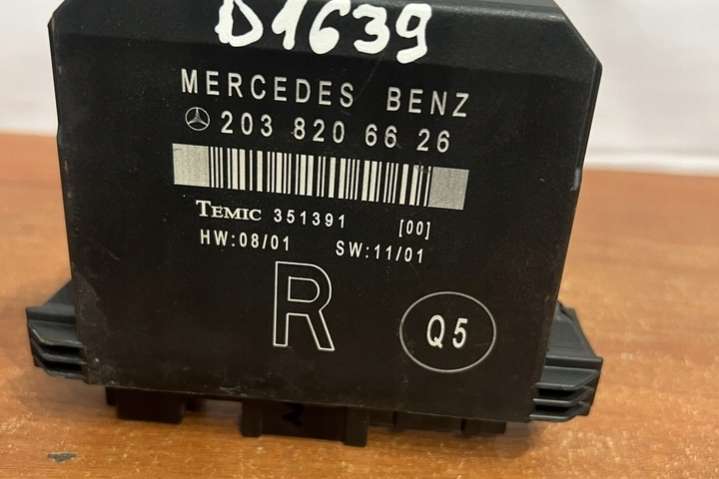 D1639
MERCEDES BENZ
203 820 66 26
TEMIC 351391 [00]
HW:08/01 SW:11/01
R
Q5